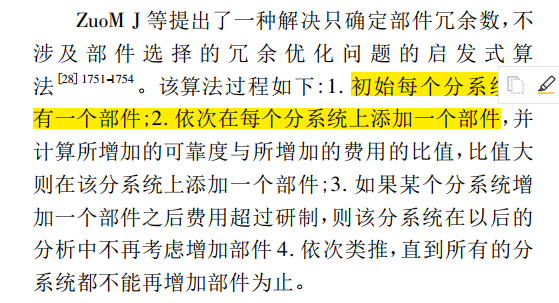 ZuoM J 等提出了一种解决只确定部件冗余数，不
涉及部件选择的冗余优化问题的启发式算
法[28] 1751-1754。该算法过程如下:1. 初始每个分系
有一个部件;2. 依次在每个分系统上添加一个部件，并
计算所增加的可靠度与所增加的费用的比值，比值大
则在该分系统上添加一个部件;3. 如果某个分系统增
加一个部件之后费用超过研制，则该分系统在以后的
分析中不再考虑增加部件 4. 依次类推，直到所有的分
系统都不能再增加部件为止。